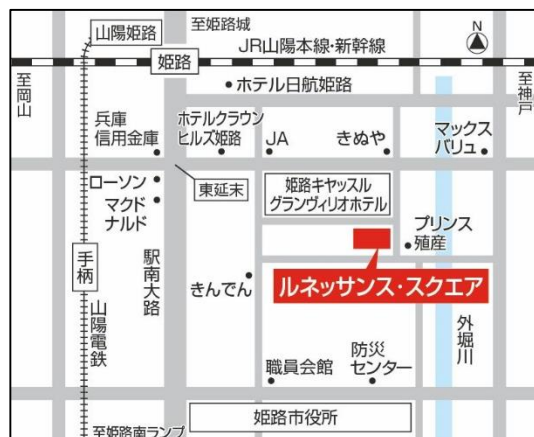 山陽姫路
至姫路城
N
JR山陽本線・新幹線
姫路
至岡山
至神戸
ホテル日航姫路
兵庫
信用金庫
ホテルクラウン
ヒルズ姫路
JA
きぬや
マックス
バリュ
ローソン
マクド
ナルド
東延末
姫路キャッスル
グランヴィリオホテル
プリンス
殖産
手柄
駅南大路
きんでん
ルネッサンス・スクエア
山陽電鉄
外堀川
職員会館
防災
センター
姫路市役所
至姫路南ランプ